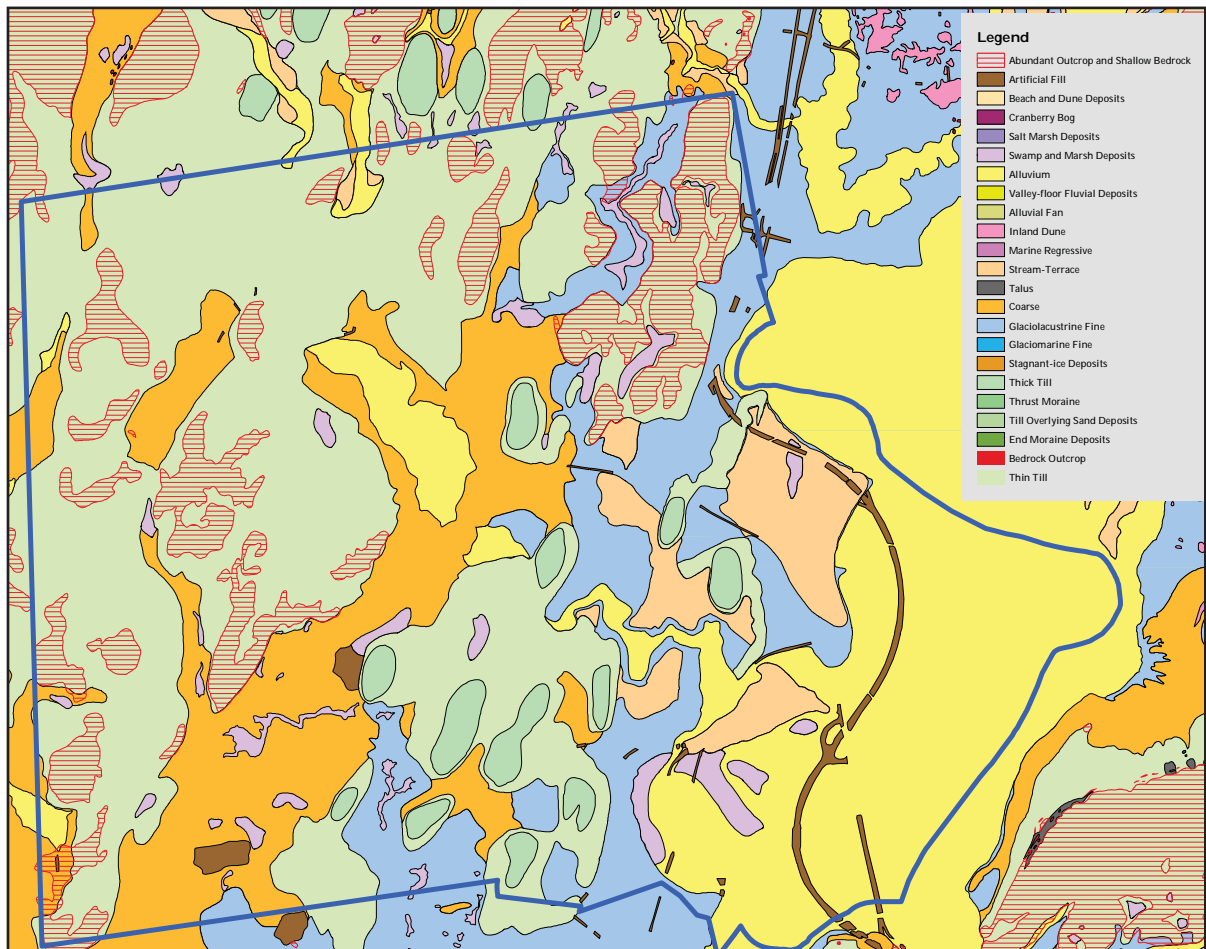 Legend
Abundant Outcrop and Shallow Bedrock
Artificial Fill
Beach and Dune Deposits
Cranberry Bog
Salt Marsh Deposits
Swamp and Marsh Deposits
Alluvium
Valley-floor Fluvial Deposits
Alluvial Fan
Inland Dune
Marine Regressive
Stream-Terrace
Talus
Coarse
Glaciolacustrine Fine
Glaciomarine Fine
Stagnant-ice Deposits
Thick Till
Thrust Moraine
Till Overlying Sand Deposits
End Moraine Deposits
Bedrock Outcrop
Thin Till